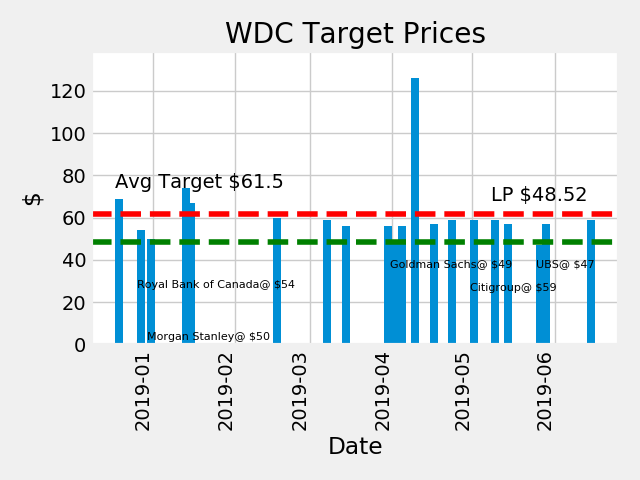 WDC Target Prices
120
100
80
60
40
20
0
$
Avg Target $61.5
LP $48.52
Goldman Sachs@ $49
UBS@ $47
Royal Bank of Canada@ $54
Citigroup@ $59
Morgan Stanley@ $50
2019-01
2019-02
2019-03
2019-04
2019-05
2019-06
Date